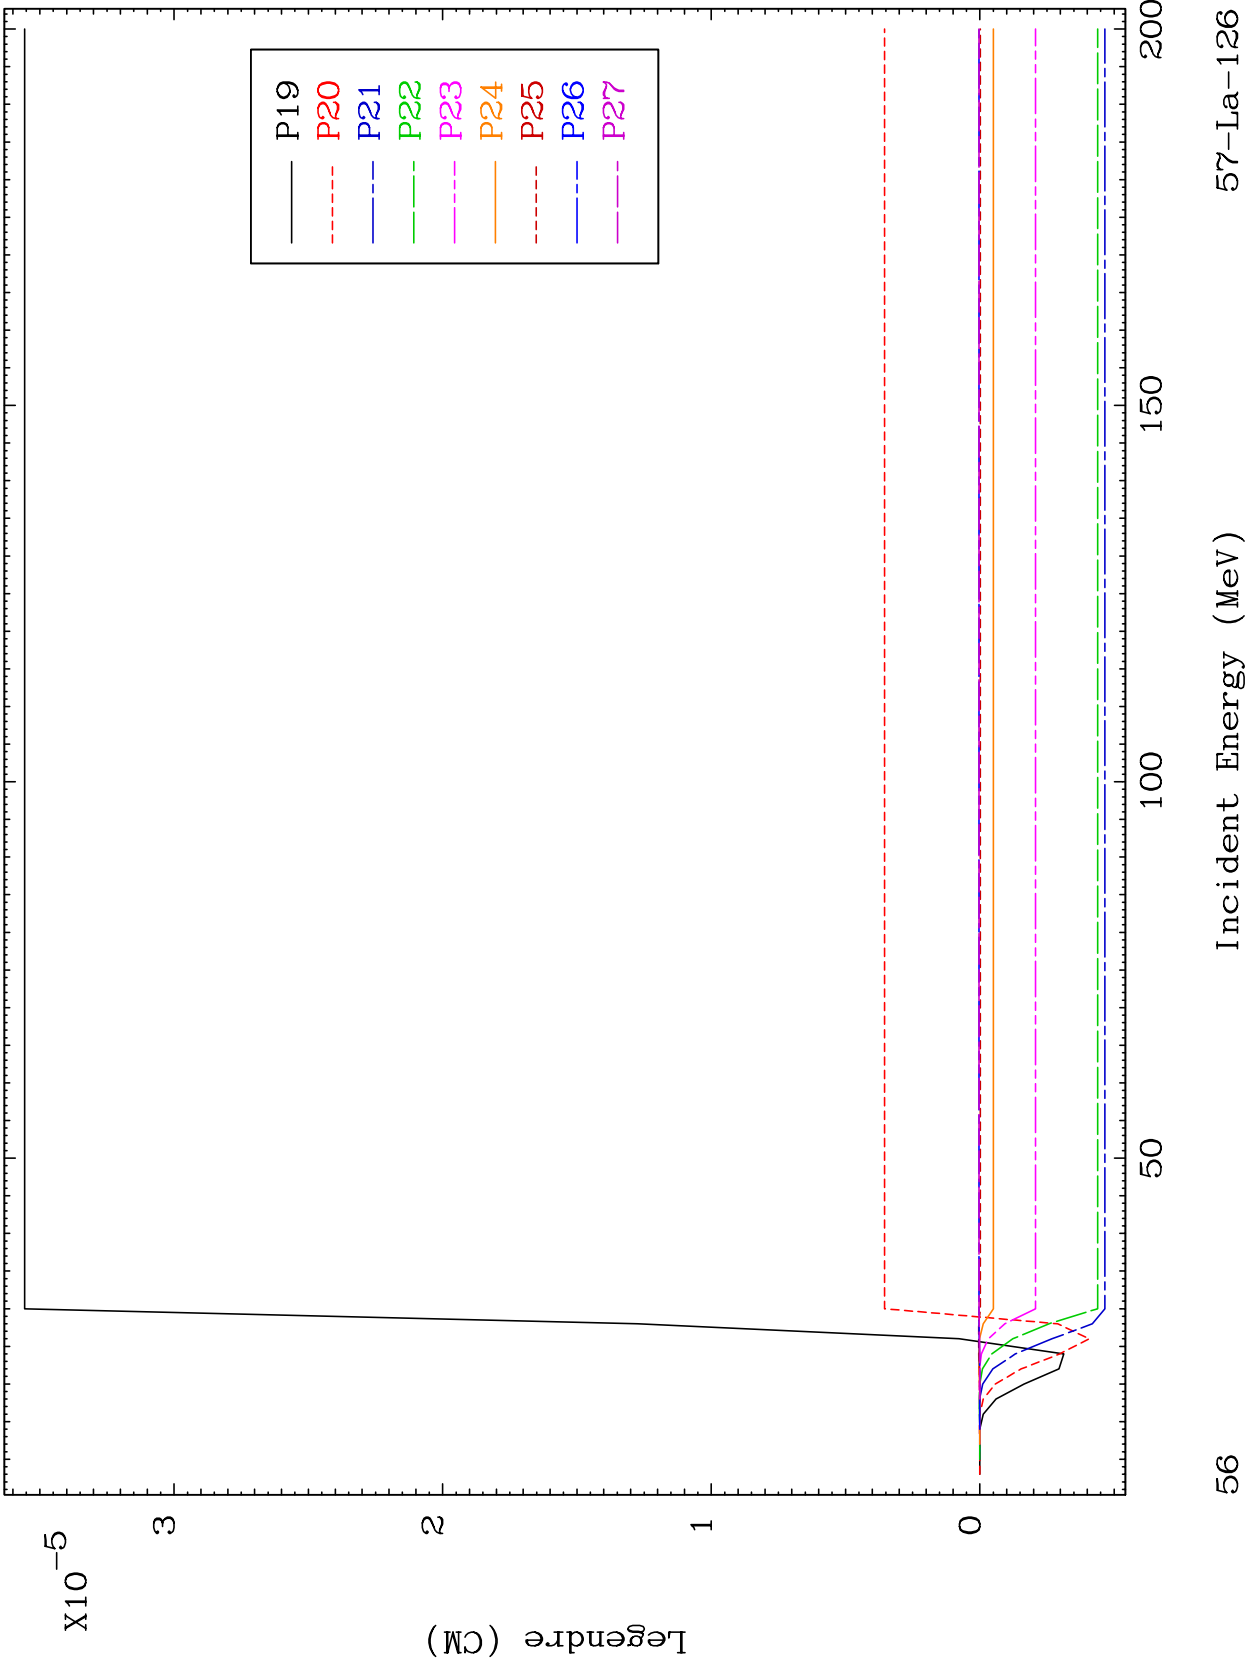 X10-5
Legendre (CM)
3
2
1
0
P19
P20
P21
P22
P23
P24
P25
P26
P27
50
100
150
200
Incident Energy (MeV)
56
57-La-126